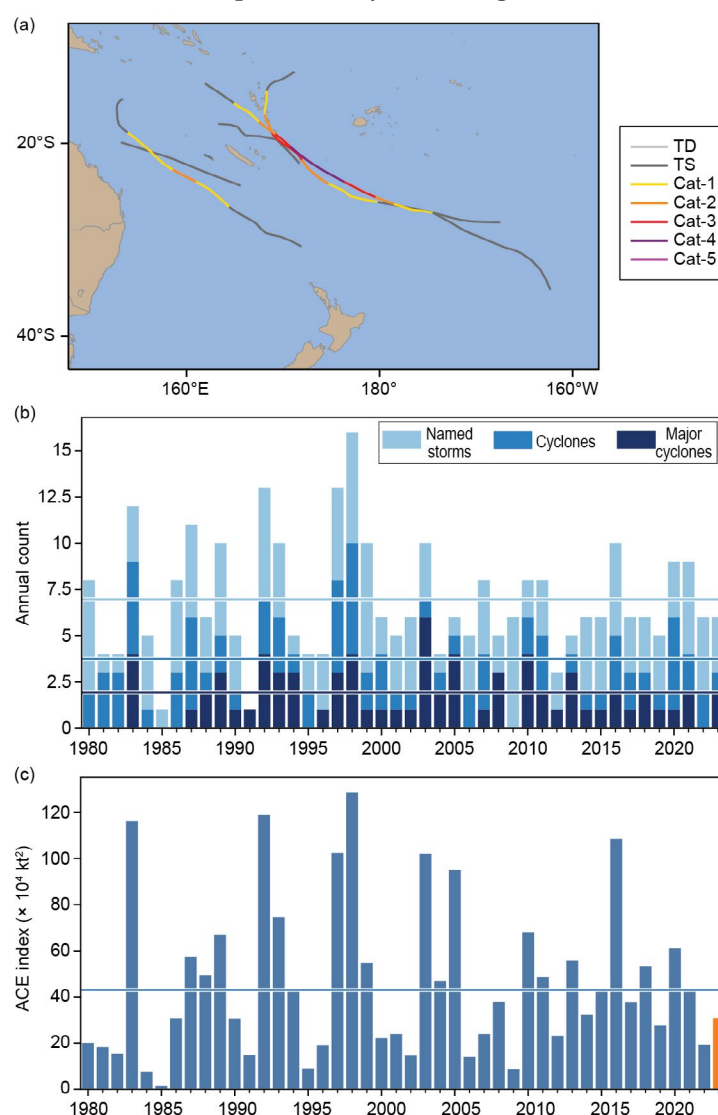 (a)
20°S
40°S
160°E
180°
160°W
TD
TS
Cat-1
Cat-2
Cat-3
Cat-4
Cat-5
(b)
Annual count
15
12.5
10
7.5
5
2.5
0
Named
storms
Cyclones
Major
cyclones
1980
1985
1990
1995
2000
2005
2010
2015
2020
(c)
ACE index (× 10⁴ kt²)
120
100
80
60
40
20
0
1980
1985
1990
1995
2000
2005
2010
2015
2020